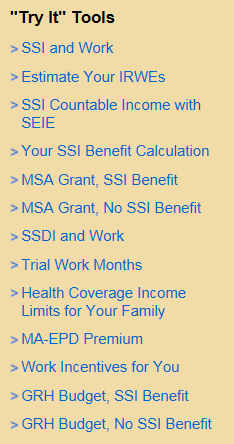 "Try It" Tools
> SSI and Work
> Estimate Your IRWEs
> SSI Countable Income with
SEIE
> Your SSI Benefit Calculation
> MSA Grant, SSI Benefit
> MSA Grant, No SSI Benefit
> SSDI and Work
> Trial Work Months
> Health Coverage Income
Limits for Your Family
> MA-EPD Premium
> Work Incentives for You
> GRH Budget, SSI Benefit
> GRH Budget, No SSI Benefit